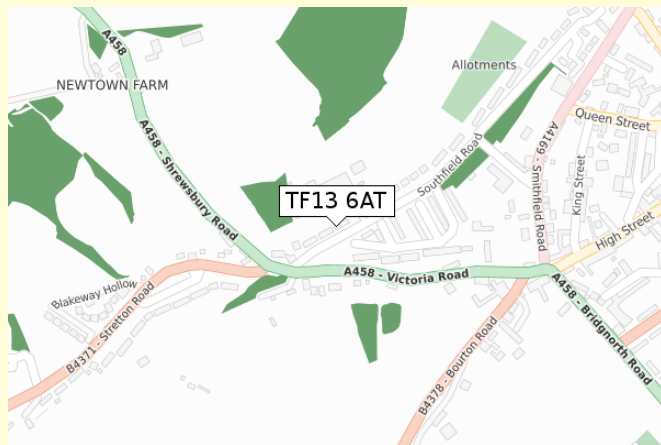 A458
NEWTOWN FARM
Allotments
Queen Street
A458 - Shrewsbury Road
A4169 - Smithfield Road
King Street
Southfield Road
TF13 6AT
High Street
A458 - Victoria Road
Blakeway Hollow
B4371 - Stretton Road
A458 - Bridgnorth Road
B4378 - Bourton Road